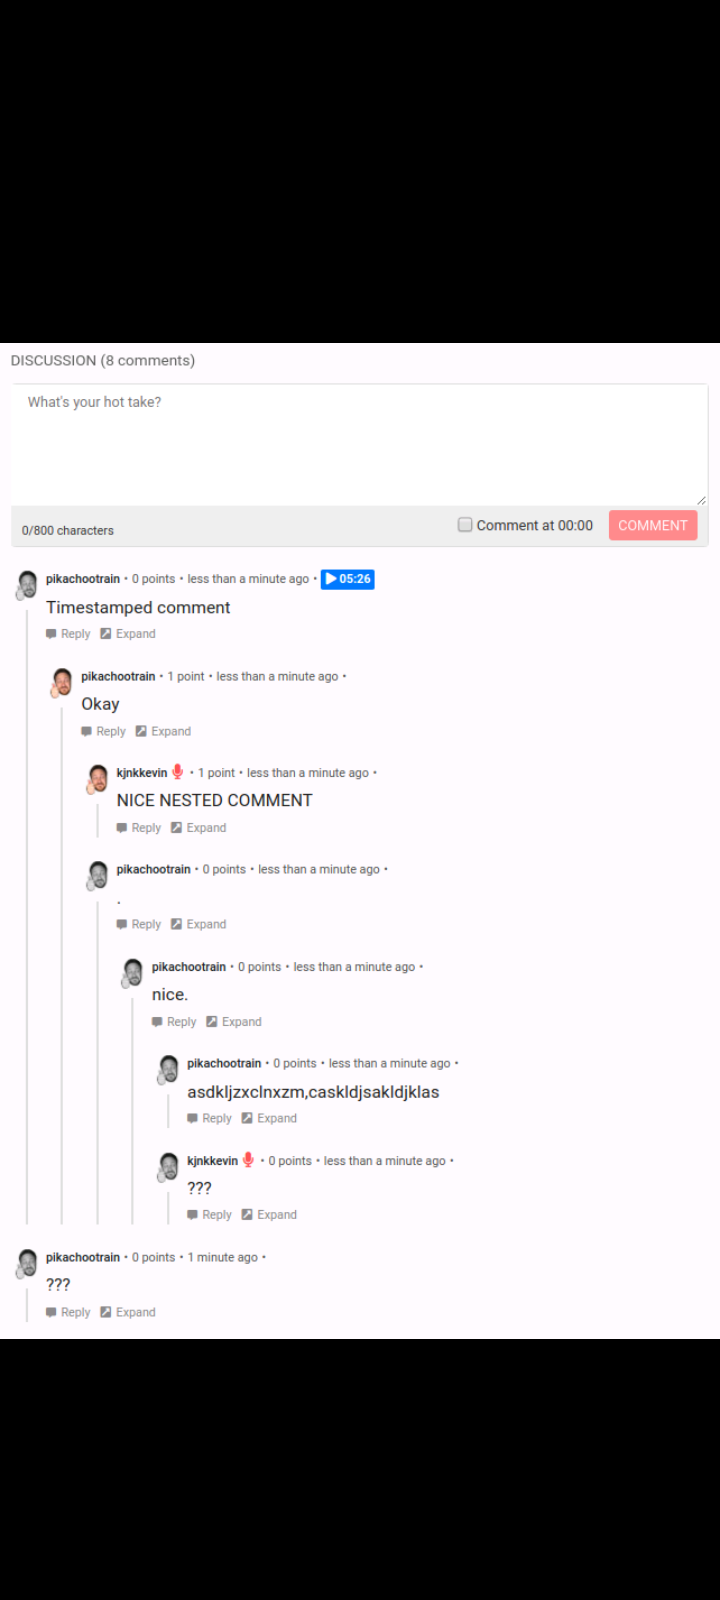 DISCUSSION (8 comments)
What's your hot take?
0/800 characters
Comment at 00:00
COMMENT
pikachootrain • 0 points • less than a minute ago • 05:26
Timestamped comment
Reply Expand
pikachootrain • 1 point • less than a minute ago •
Okay
Reply Expand
kjnkkevin • 1 point • less than a minute ago •
NICE NESTED COMMENT
Reply Expand
pikachootrain • 0 points • less than a minute ago •
.
Reply Expand
pikachootrain • 0 points • less than a minute ago •
nice.
Reply Expand
pikachootrain • 0 points • less than a minute ago •
asdkljzxclnxzm,caskldjsakldjklas
Reply Expand
kjnkkevin • 0 points • less than a minute ago •
???
Reply Expand
pikachootrain • 0 points • 1 minute ago •
???
Reply Expand